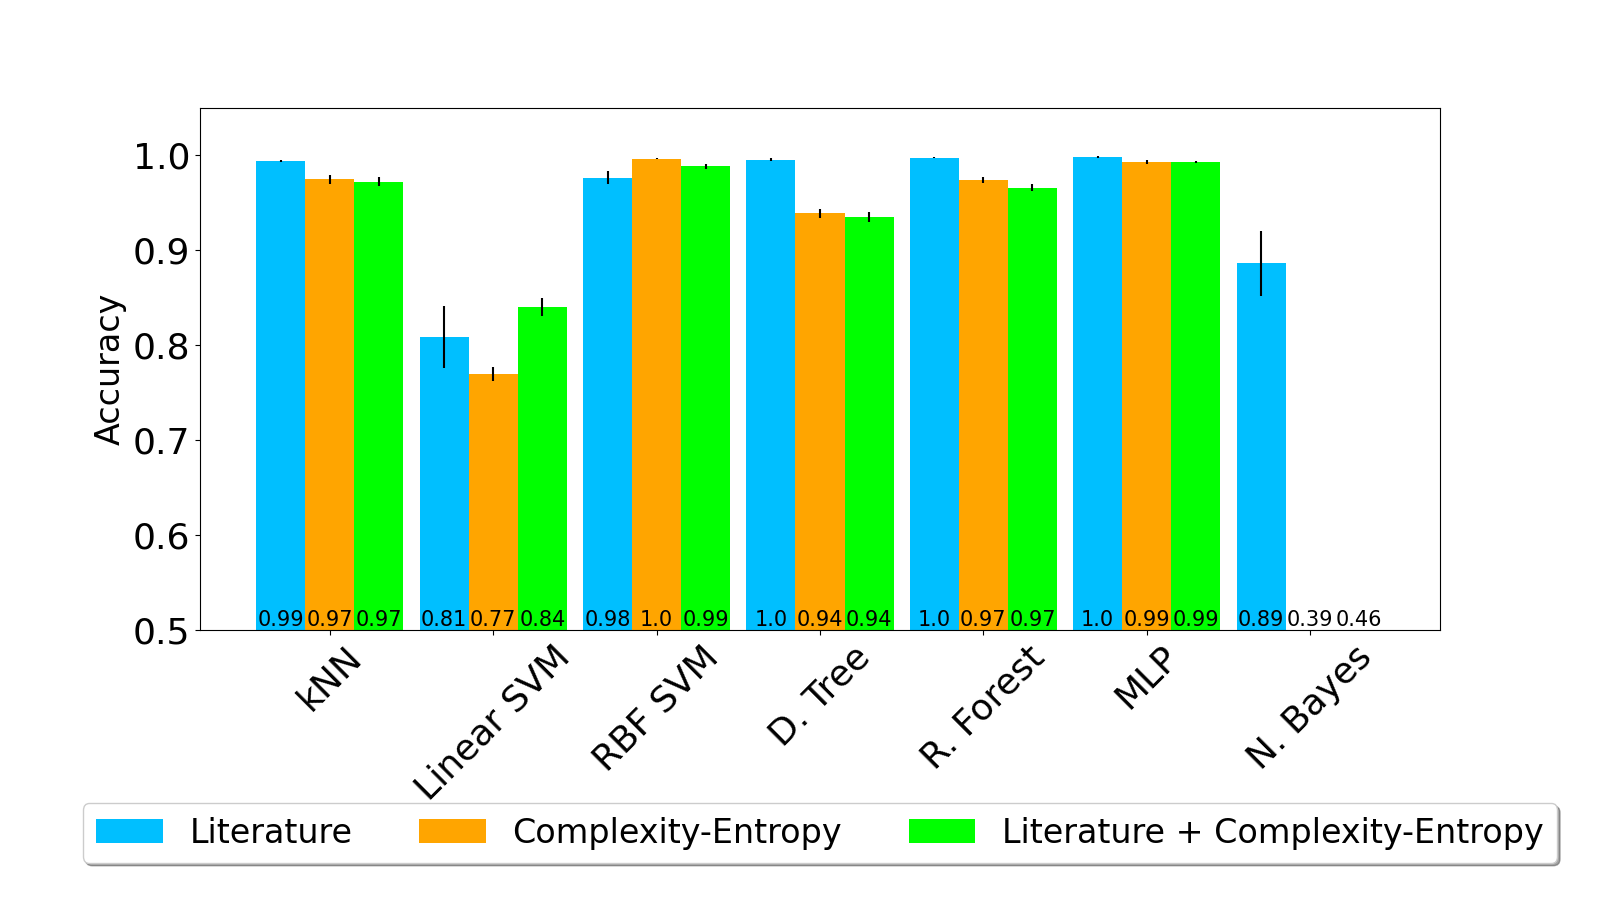 1.0
0.9
0.8
0.7
0.6
0.5
Accuracy
0.99 0.97 0.97 0.81 0.77 0.84 0.98 1.0 0.99 1.0 0.94 0.94 1.0 0.97 0.97 1.0 0.99 0.99 0.89 0.39 0.46
kNN
Linear SVM
RBF SVM
D. Tree
R. Forest
MLP
N. Bayes
Literature
Complexity-Entropy
Literature + Complexity-Entropy